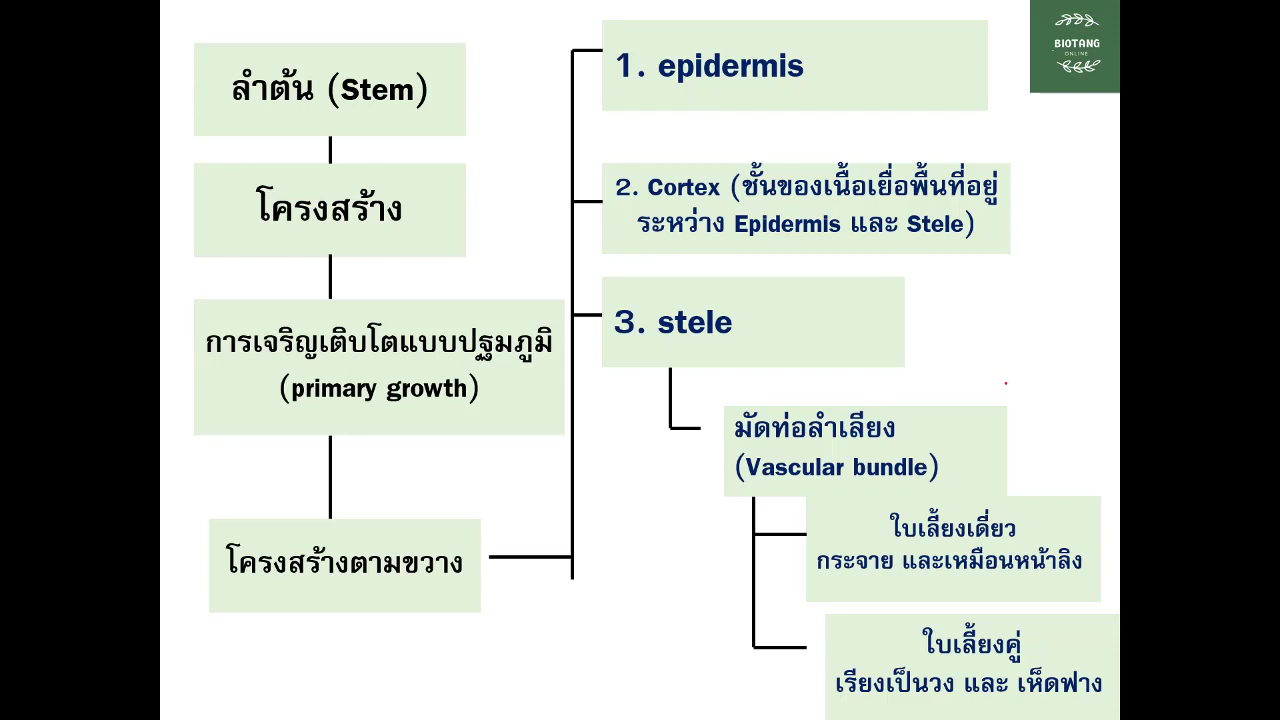 ลำต้น (Stem)
โครงสร้าง
การเจริญเติบโตแบบปฐมภูมิ
(primary growth)
โครงสร้างตามขวาง
1. epidermis
2. Cortex (ชั้นของเนื้อเยื่อพื้นที่อยู่
ระหว่าง Epidermis และ Stele)
3. stele
มัดท่อลำเลียง
(Vascular bundle)
ใบเลี้ยงเดี่ยว
กระจาย และเหมือนหน้าลิง
ใบเลี้ยงคู่
เรียงเป็นวง และ เห็ดฟาง
BIOTANG
ONLINE